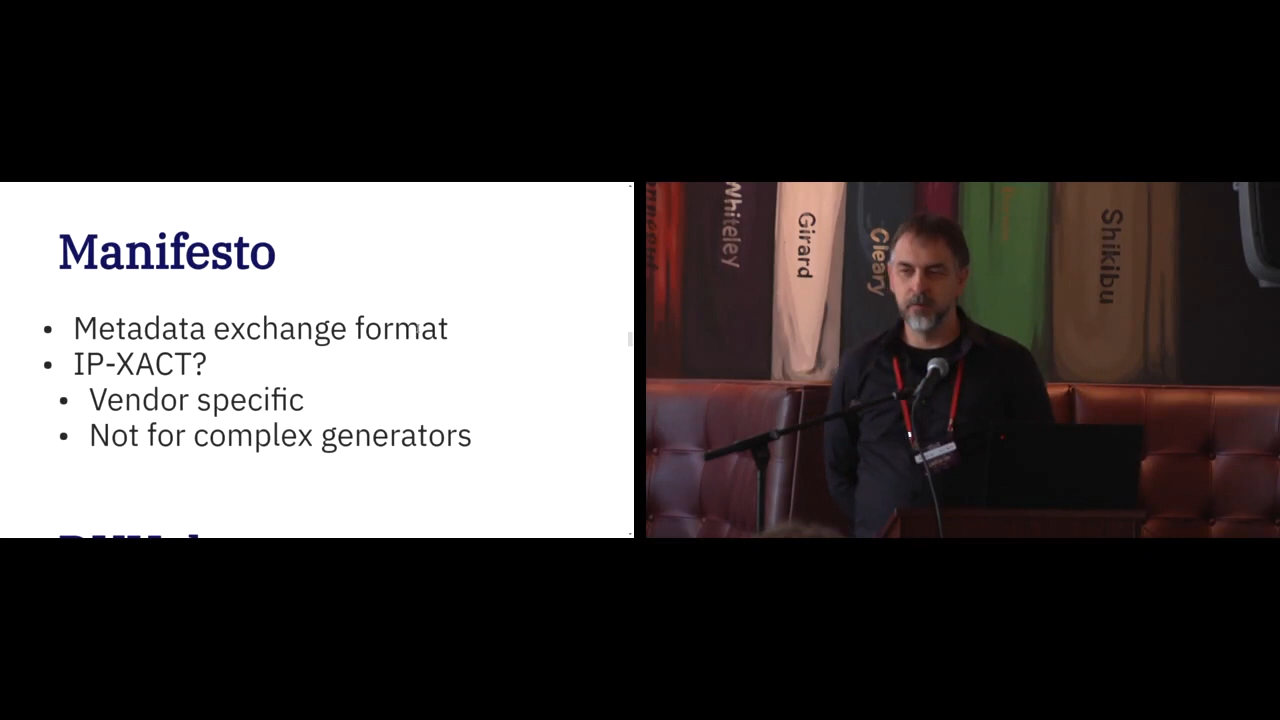 Manifesto
• Metadata exchange format
• IP-XACT?
• Vendor specific
• Not for complex generators
Whiteley
Girard
Cleary
Shikibu